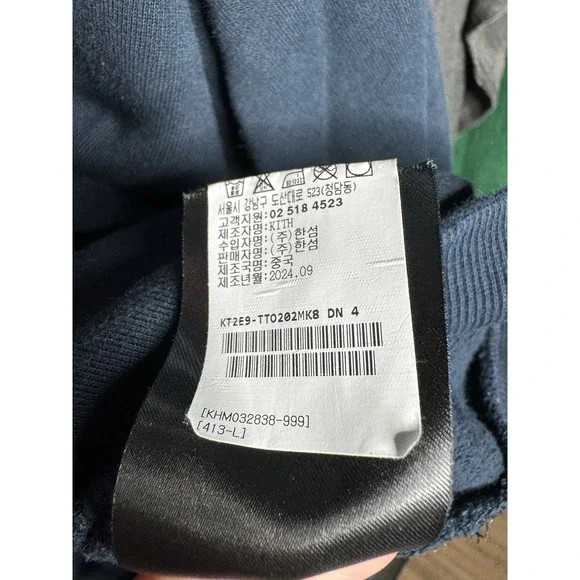 서울시 강남구 도산대로 523(청담동)
고객지원: 02 518 4523
제조자명: KITH
수입자명: (주)한섬
판매자명: (주)한섬
제조국명: 중국
제조년월: 2024.09
KT2E9-TTO202MKB DN 4
[KHM032838-999]
[413-L]